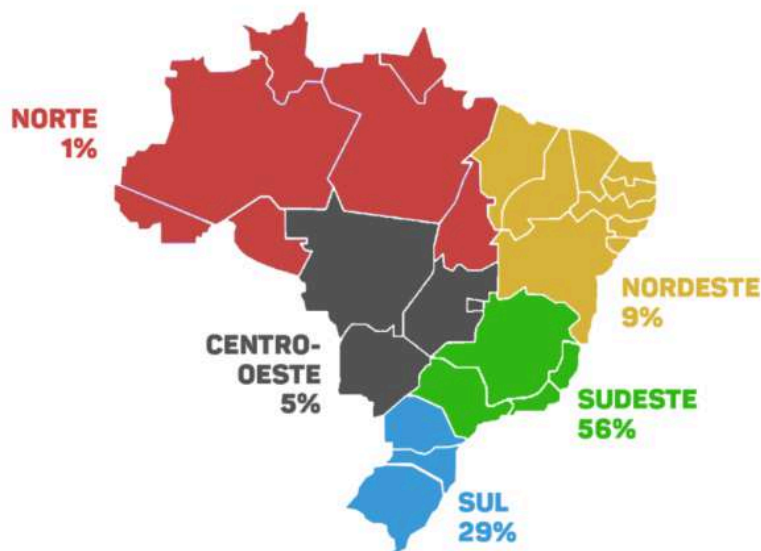 NORTE
1%
NORDESTE
9%
CENTRO-
OESTE
5%
SUDESTE
56%
SUL
29%